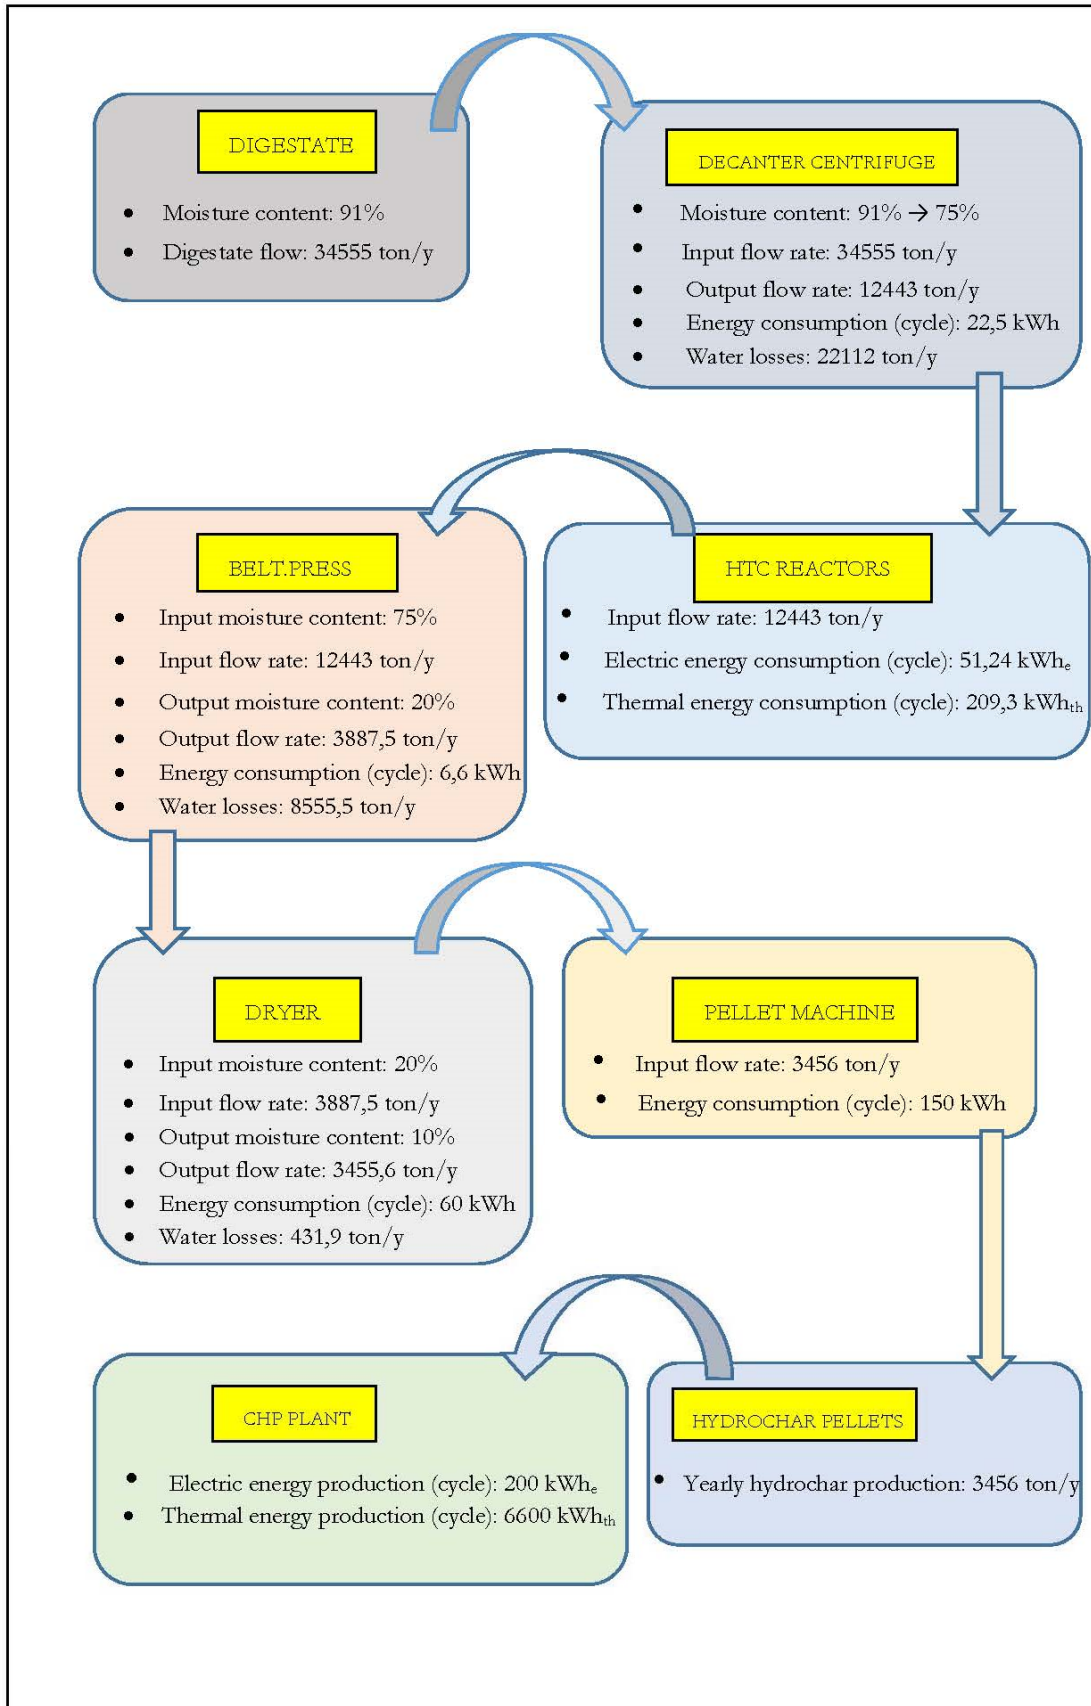 DIGESTATE
• Moisture content: 91%
• Digestate flow: 34555 ton/y
DECANTER CENTRIFUGE
• Moisture content: 91% → 75%
• Input flow rate: 34555 ton/y
• Output flow rate: 12443 ton/y
• Energy consumption (cycle): 22,5 kWh
• Water losses: 22112 ton/y
HTC REACTORS
• Input flow rate: 12443 ton/y
• Electric energy consumption (cycle): 51,24 kWhₑ
• Thermal energy consumption (cycle): 209,3 kWhₜₕ
BELT.PRESS
• Input moisture content: 75%
• Input flow rate: 12443 ton/y
• Output moisture content: 20%
• Output flow rate: 3887,5 ton/y
• Energy consumption (cycle): 6,6 kWh
• Water losses: 8555,5 ton/y
DRYER
• Input moisture content: 20%
• Input flow rate: 3887,5 ton/y
• Output moisture content: 10%
• Output flow rate: 3455,6 ton/y
• Energy consumption (cycle): 60 kWh
• Water losses: 431,9 ton/y
PELLET MACHINE
• Input flow rate: 3456 ton/y
• Energy consumption (cycle): 150 kWh
HYDROCHAR PELLETS
• Yearly hydrochar production: 3456 ton/y
CHP PLANT
• Electric energy production (cycle): 200 kWhₑ
• Thermal energy production (cycle): 6600 kWhₜₕ